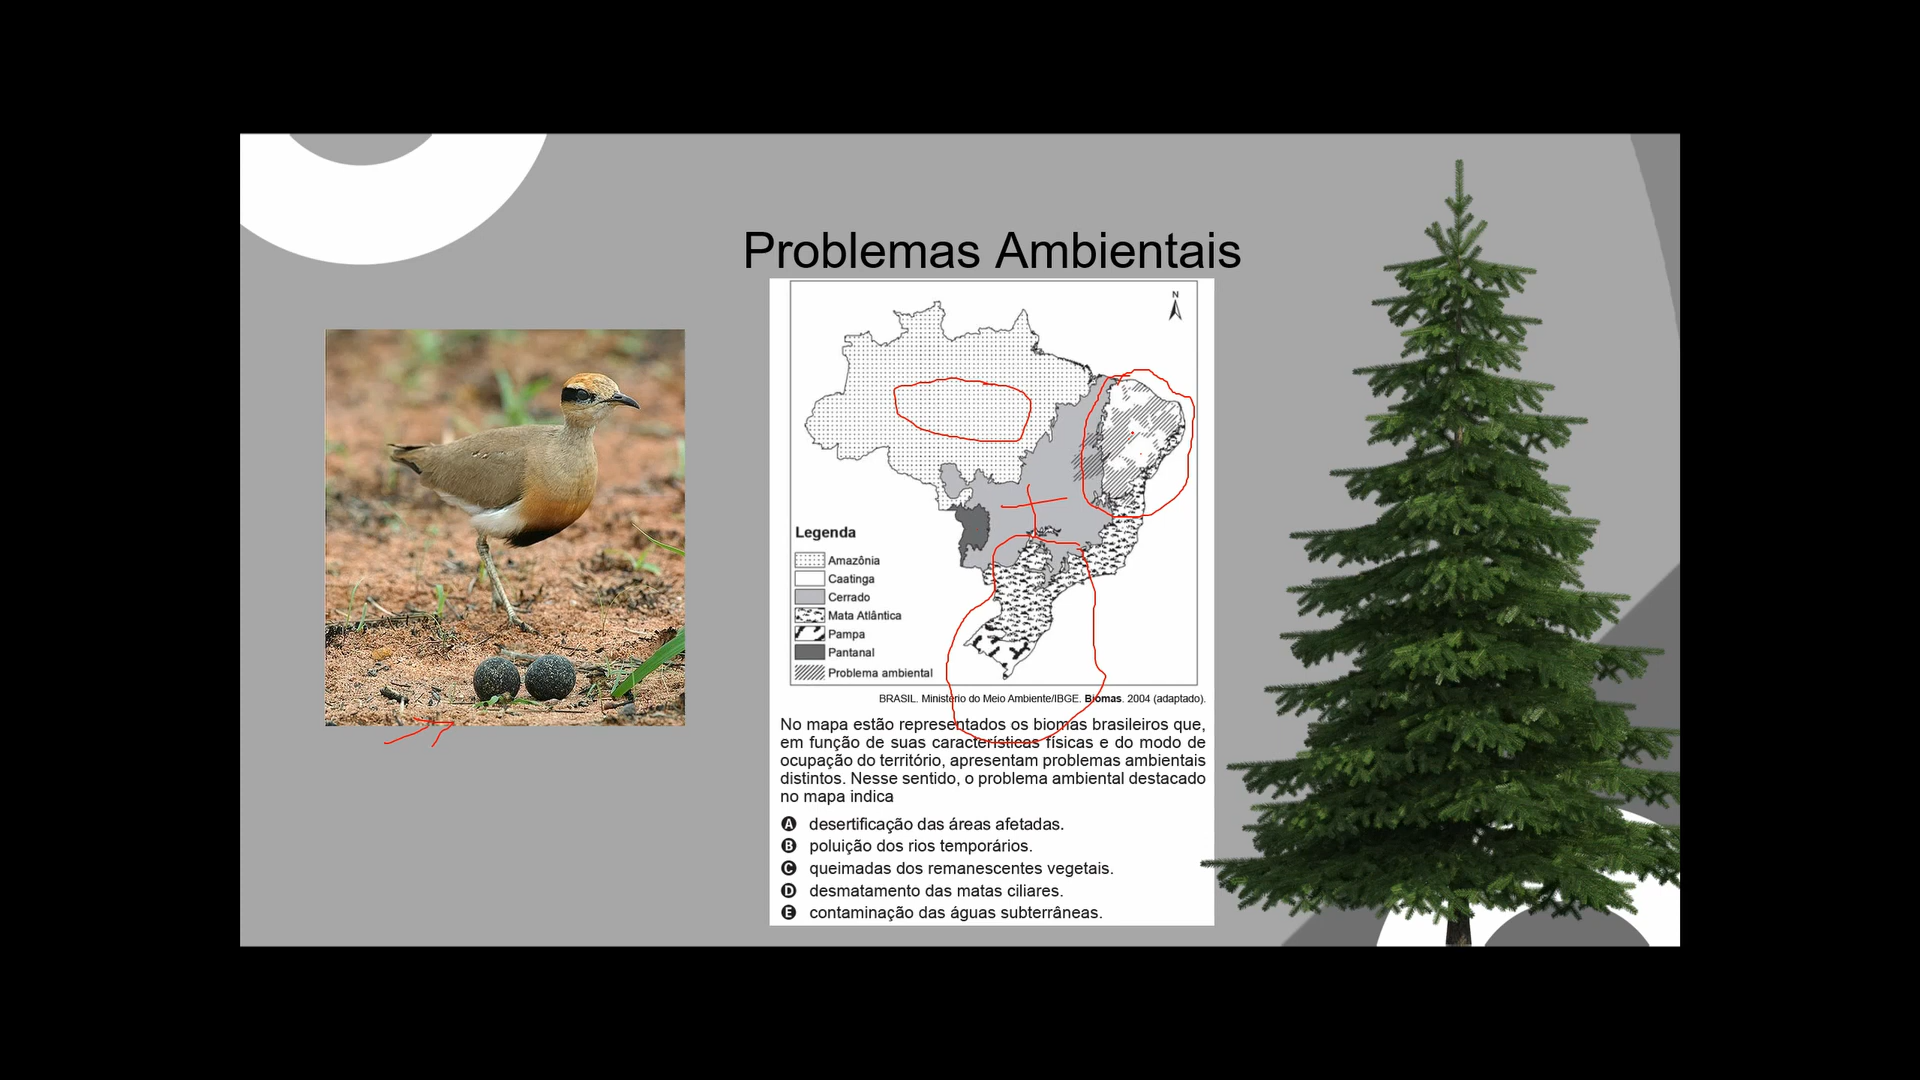 Problemas Ambientais
N
Legenda
Amazônia
Caatinga
Cerrado
Mata Atlântica
Pampa
Pantanal
Problema ambiental
BRASIL. Ministério do Meio Ambiente/IBGE. Biomas. 2004 (adaptado).
No mapa estão representados os biomas brasileiros que,
em função de suas características físicas e do modo de
ocupação do território, apresentam problemas ambientais
distintos. Nesse sentido, o problema ambiental destacado
no mapa indica
A desertificação das áreas afetadas.
B poluição dos rios temporários.
C queimadas dos remanescentes vegetais.
D desmatamento das matas ciliares.
E contaminação das águas subterrâneas.